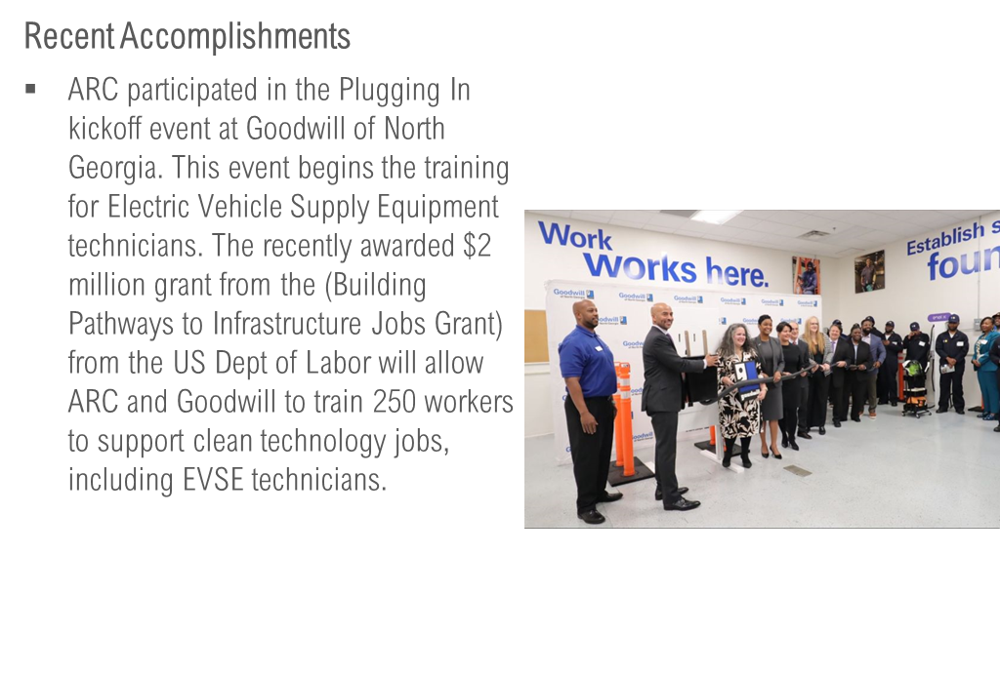 Recent Accomplishments
▪ ARC participated in the Plugging In
kickoff event at Goodwill of North
Georgia. This event begins the training
for Electric Vehicle Supply Equipment
technicians. The recently awarded $2
million grant from the (Building
Pathways to Infrastructure Jobs Grant)
from the US Dept of Labor will allow
ARC and Goodwill to train 250 workers
to support clean technology jobs,
including EVSE technicians.
Work
works here.
Establish s
foun
Goodwill
Goodwill
Goodwill
Goodwill